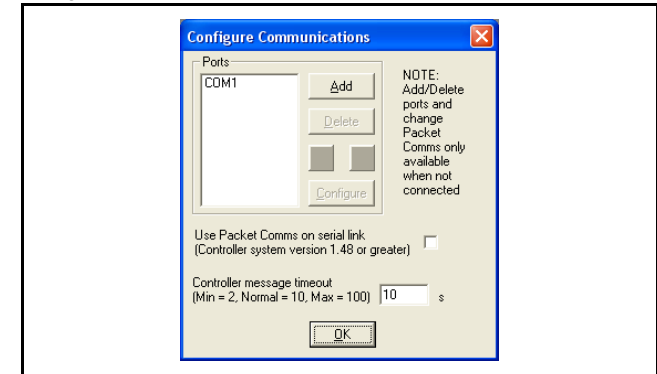 Configure Communications
Ports
COM1
Add
Delete
Configure
NOTE:
Add/Delete
ports and
change
Packet
Comms only
available
when not
connected
Use Packet Comms on serial link
(Controller system version 1.48 or greater)
Controller message timeout
(Min = 2, Normal = 10, Max = 100) 10 s
OK